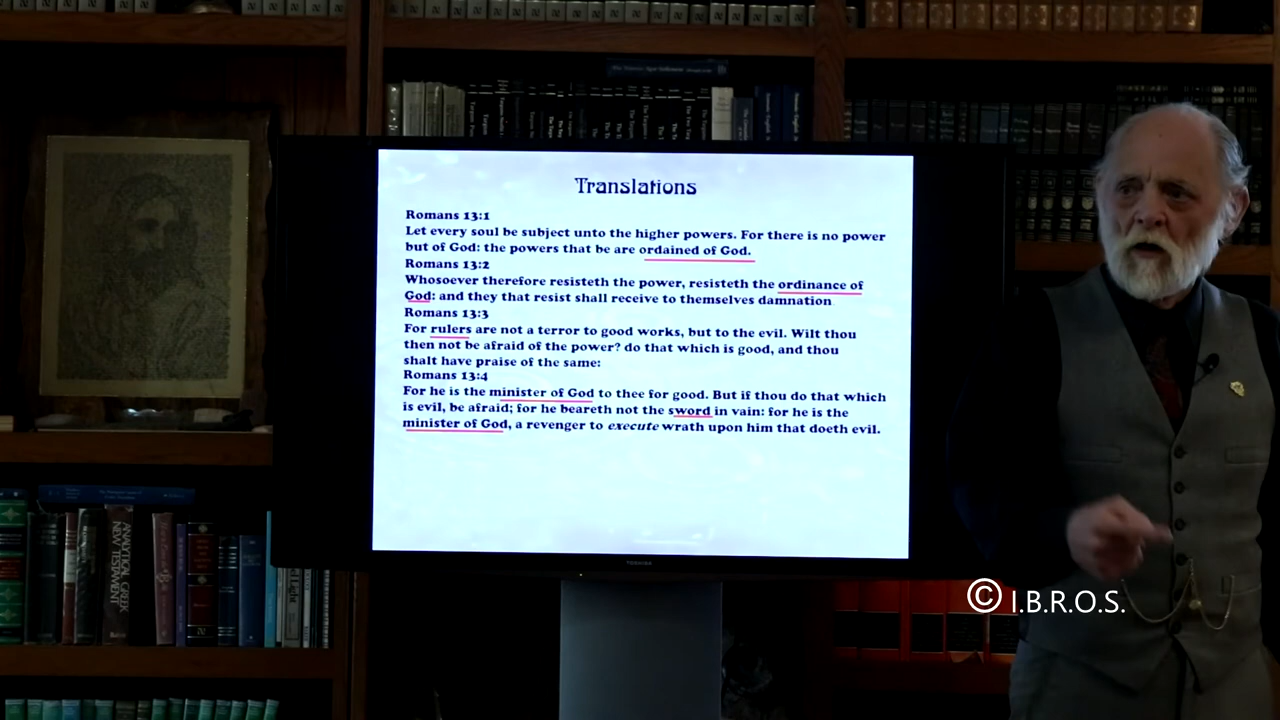 Translations
Romans 13:1
Let every soul be subject unto the higher powers. For there is no power
but of God: the powers that be are ordained of God.
Romans 13:2
Whosoever therefore resisteth the power, resisteth the ordinance of
God: and they that resist shall receive to themselves damnation
Romans 13:3
For rulers are not a terror to good works, but to the evil. Wilt thou
then not be afraid of the power? do that which is good, and thou
shalt have praise of the same:
Romans 13:4
For he is the minister of God to thee for good. But if thou do that which
is evil, be afraid; for he beareth not the sword in vain: for he is the
minister of God, a revenger to execute wrath upon him that doeth evil.
TOSHIBA
ANALYTICAL GREEK
NEW TESTAMENT
© I.B.R.O.S.